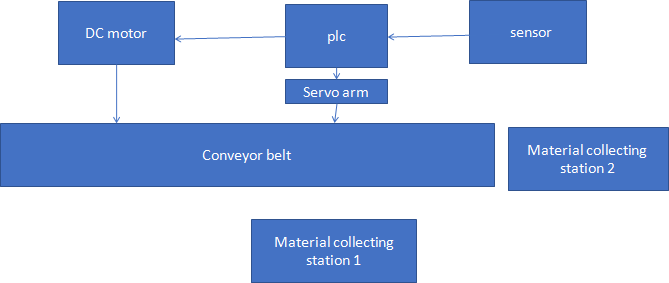 DC motor
plc
sensor
Servo arm
Conveyor belt
Material collecting
station 2
Material collecting
station 1